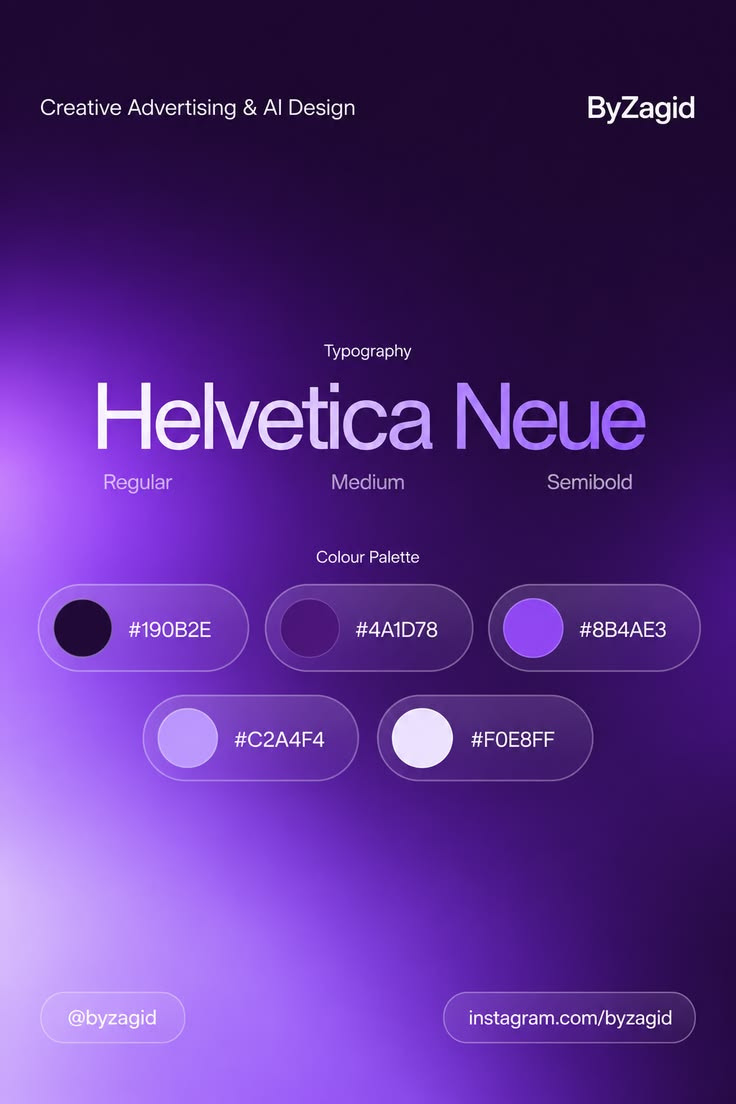 Creative Advertising & AI Design
ByZagid
Typography
Helvetica Neue
Regular
Medium
Semibold
Colour Palette
#190B2E
#4A1D78
#8B4AE3
#C2A4F4
#F0E8FF
@byzagid
instagram.com/byzagid